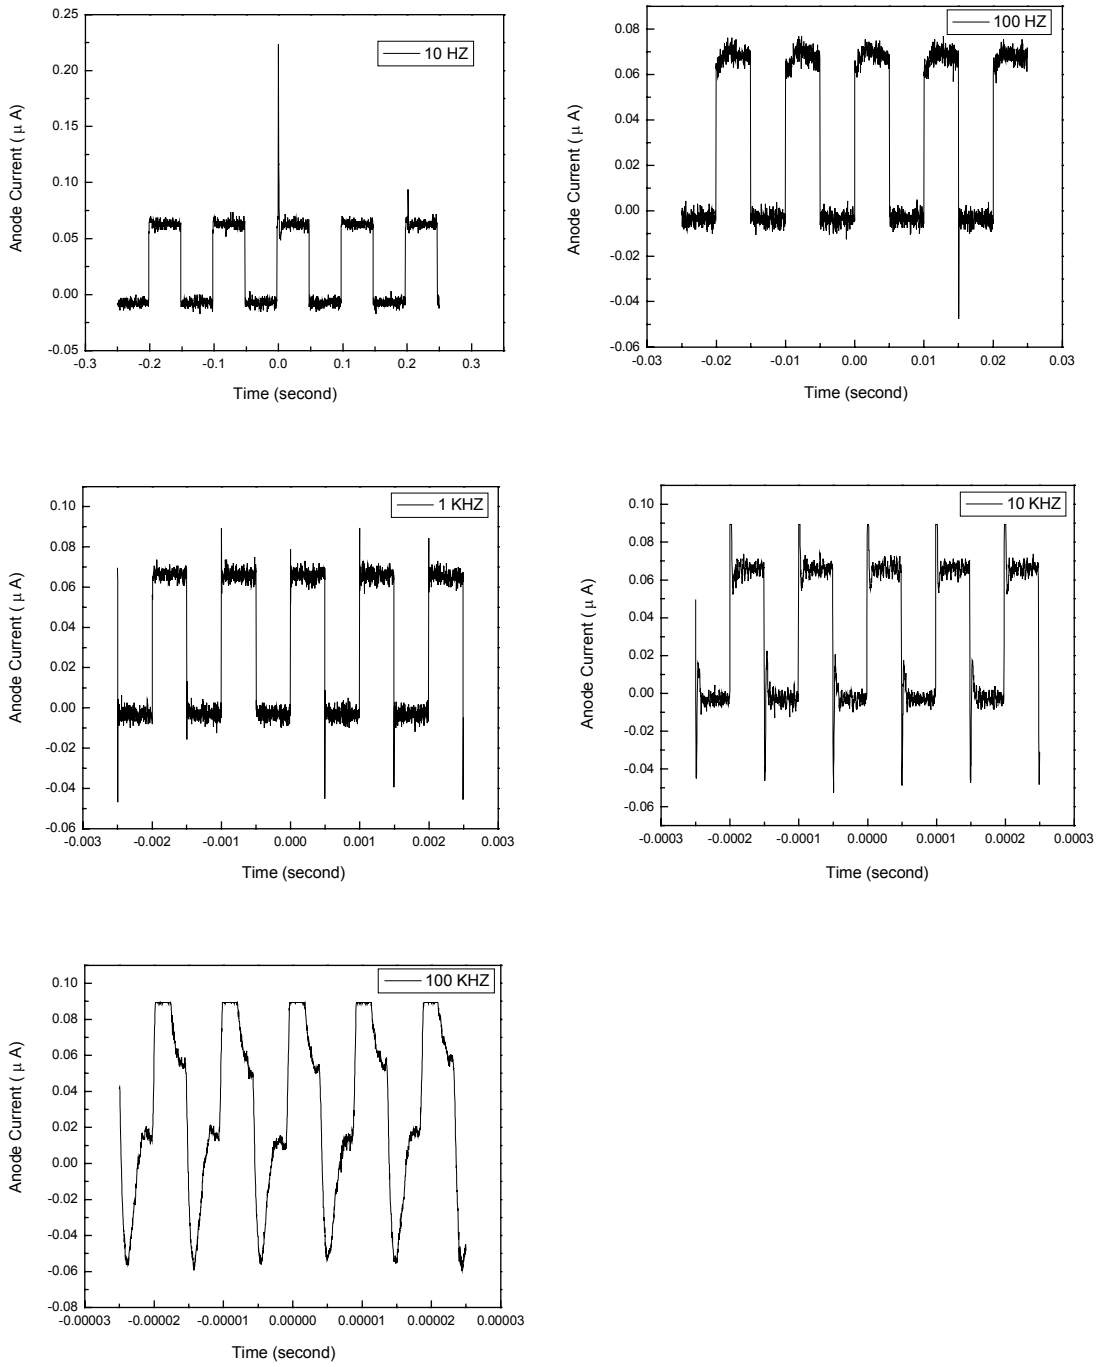 10 HZ
0.25
0.20
0.15
0.10
0.05
0.00
-0.05
Anode Current ( μ A)
-0.3 -0.2 -0.1 0.0 0.1 0.2 0.3
Time (second)
100 HZ
0.08
0.06
0.04
0.02
0.00
-0.02
-0.04
-0.06
Anode Current ( μ A)
-0.03 -0.02 -0.01 0.00 0.01 0.02 0.03
Time (second)
1 KHZ
0.10
0.08
0.06
0.04
0.02
0.00
-0.02
-0.04
-0.06
Anode Current ( μ A)
-0.003 -0.002 -0.001 0.000 0.001 0.002 0.003
Time (second)
10 KHZ
0.10
0.08
0.06
0.04
0.02
0.00
-0.02
-0.04
-0.06
Anode Current ( μ A)
-0.0003 -0.0002 -0.0001 0.0000 0.0001 0.0002 0.0003
Time (second)
100 KHZ
0.10
0.08
0.06
0.04
0.02
0.00
-0.02
-0.04
-0.06
-0.08
Anode Current ( μ A)
-0.00003 -0.00002 -0.00001 0.00000 0.00001 0.00002 0.00003
Time (second)